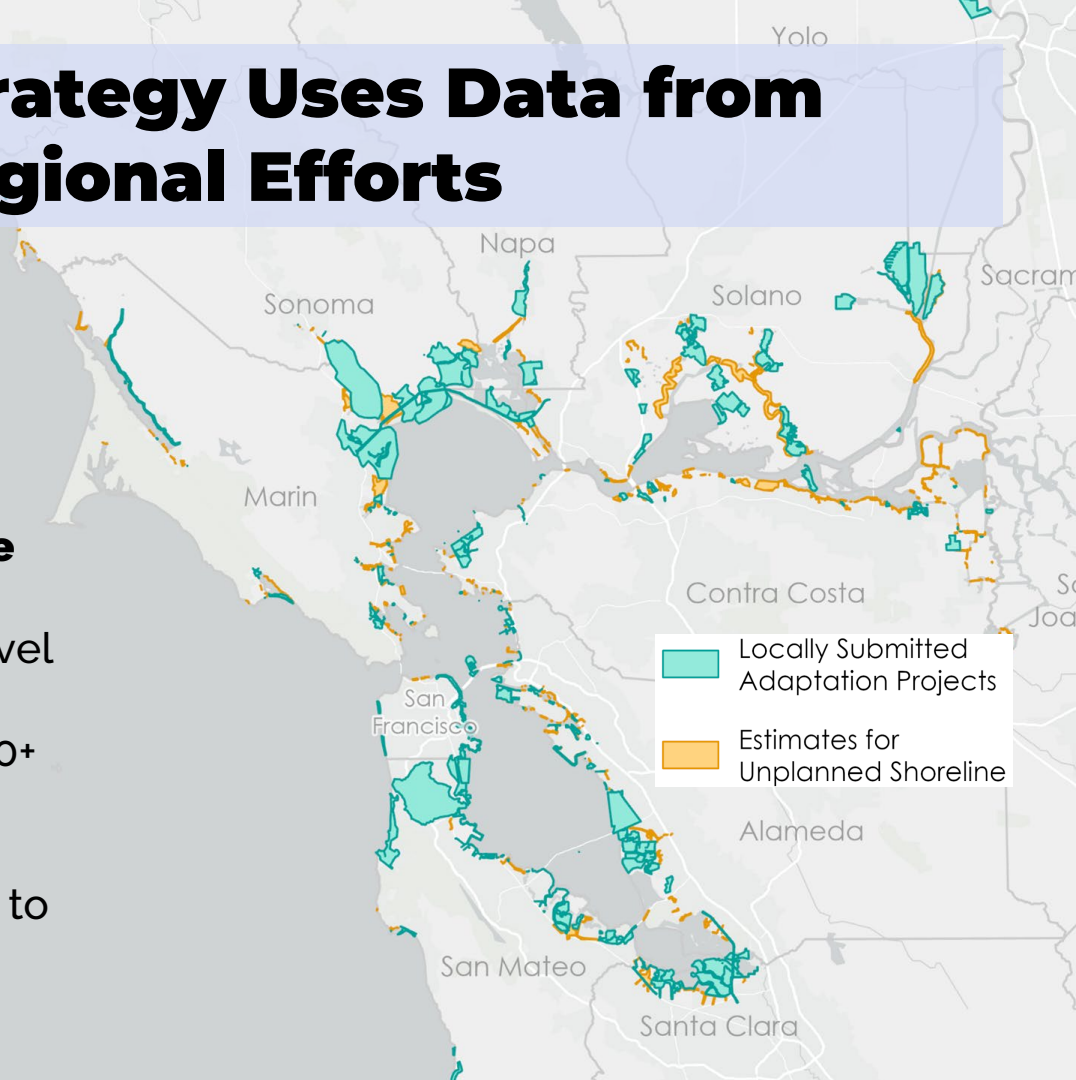 Yolo
rategy Uses Data from
gional Efforts
Napa
Sacram
Solano
Sonoma
Marin
e
Contra Costa
Joa
vel
Locally Submitted
Adaptation Projects
San
Francisco
0+
Estimates for
Unplanned Shoreline
Alameda
to
San Mateo
Santa Clara